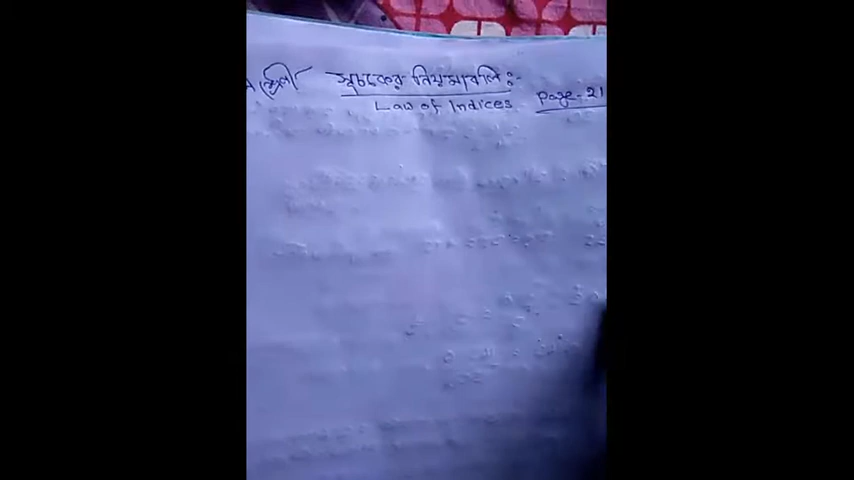 শ্রেণী সূচকের নিয়মাবলি :- Page-21
Law of Indices